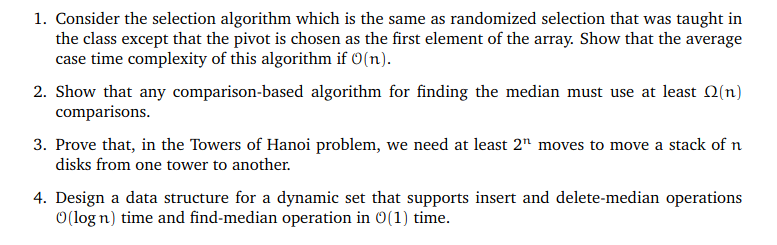 1. Consider the selection algorithm which is the same as randomized selection that was taught in
the class except that the pivot is chosen as the first element of the array. Show that the average
case time complexity of this algorithm if O(n).
2. Show that any comparison-based algorithm for finding the median must use at least Ω(n)
comparisons.
3. Prove that, in the Towers of Hanoi problem, we need at least 2ⁿ moves to move a stack of n
disks from one tower to another.
4. Design a data structure for a dynamic set that supports insert and delete-median operations
O(log n) time and find-median operation in O(1) time.